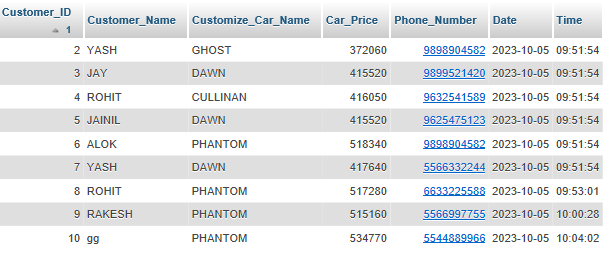 Customer_ID Customer_Name Customize_Car_Name Car_Price Phone_Number Date Time
1
2 YASH GHOST 372060 9898904582 2023-10-05 09:51:54
3 JAY DAWN 415520 9899521420 2023-10-05 09:51:54
4 ROHIT CULLINAN 416050 9632541589 2023-10-05 09:51:54
5 JAINIL DAWN 415520 9625475123 2023-10-05 09:51:54
6 ALOK PHANTOM 518340 9898904582 2023-10-05 09:51:54
7 YASH DAWN 417640 5566332244 2023-10-05 09:51:54
8 ROHIT PHANTOM 517280 6633225588 2023-10-05 09:53:01
9 RAKESH PHANTOM 515160 5566997755 2023-10-05 10:00:28
10 gg PHANTOM 534770 5544889966 2023-10-05 10:04:02